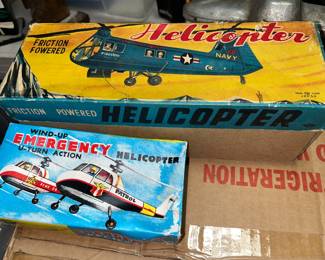 FRICTION
POWERED
Helicopter
NAVY
FRICTION POWERED HELICOPTER
WIND-UP
EMERGENCY
U-TURN ACTION
HELICOPTER
PATROL
RIGERATION